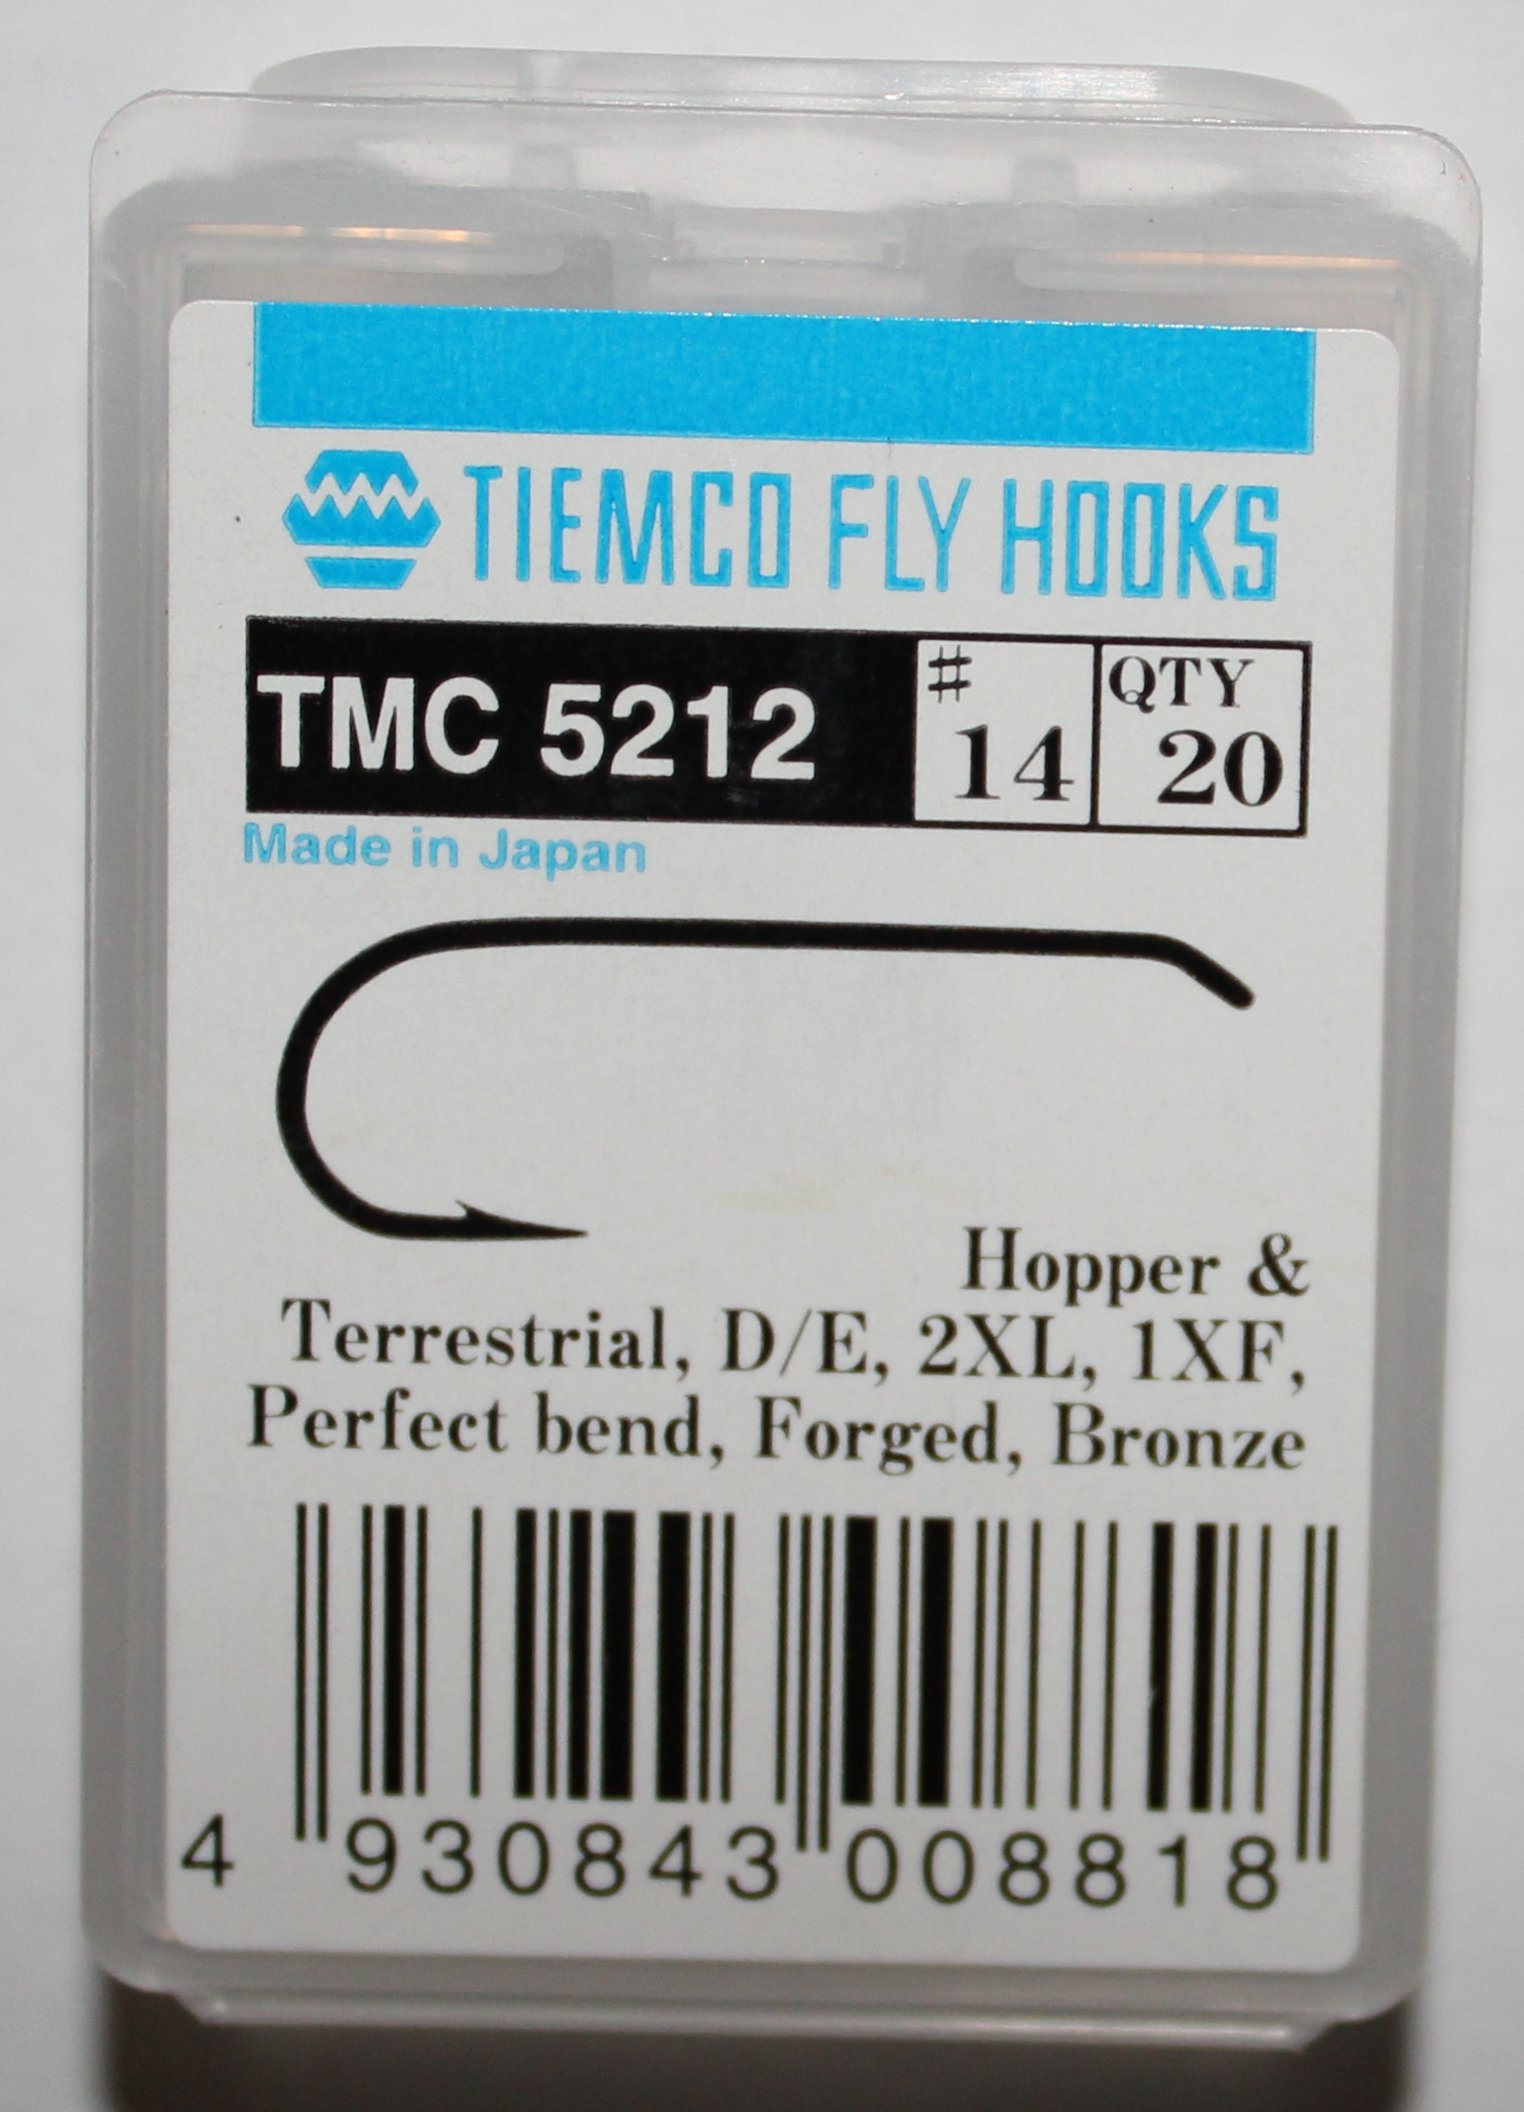 TIEMCO FLY HOOKS
TMC 5212
# 14
QTY 20
Made in Japan
Hopper &
Terrestrial, D/E, 2XL, 1XF,
Perfect bend, Forged, Bronze
4 930843 008818